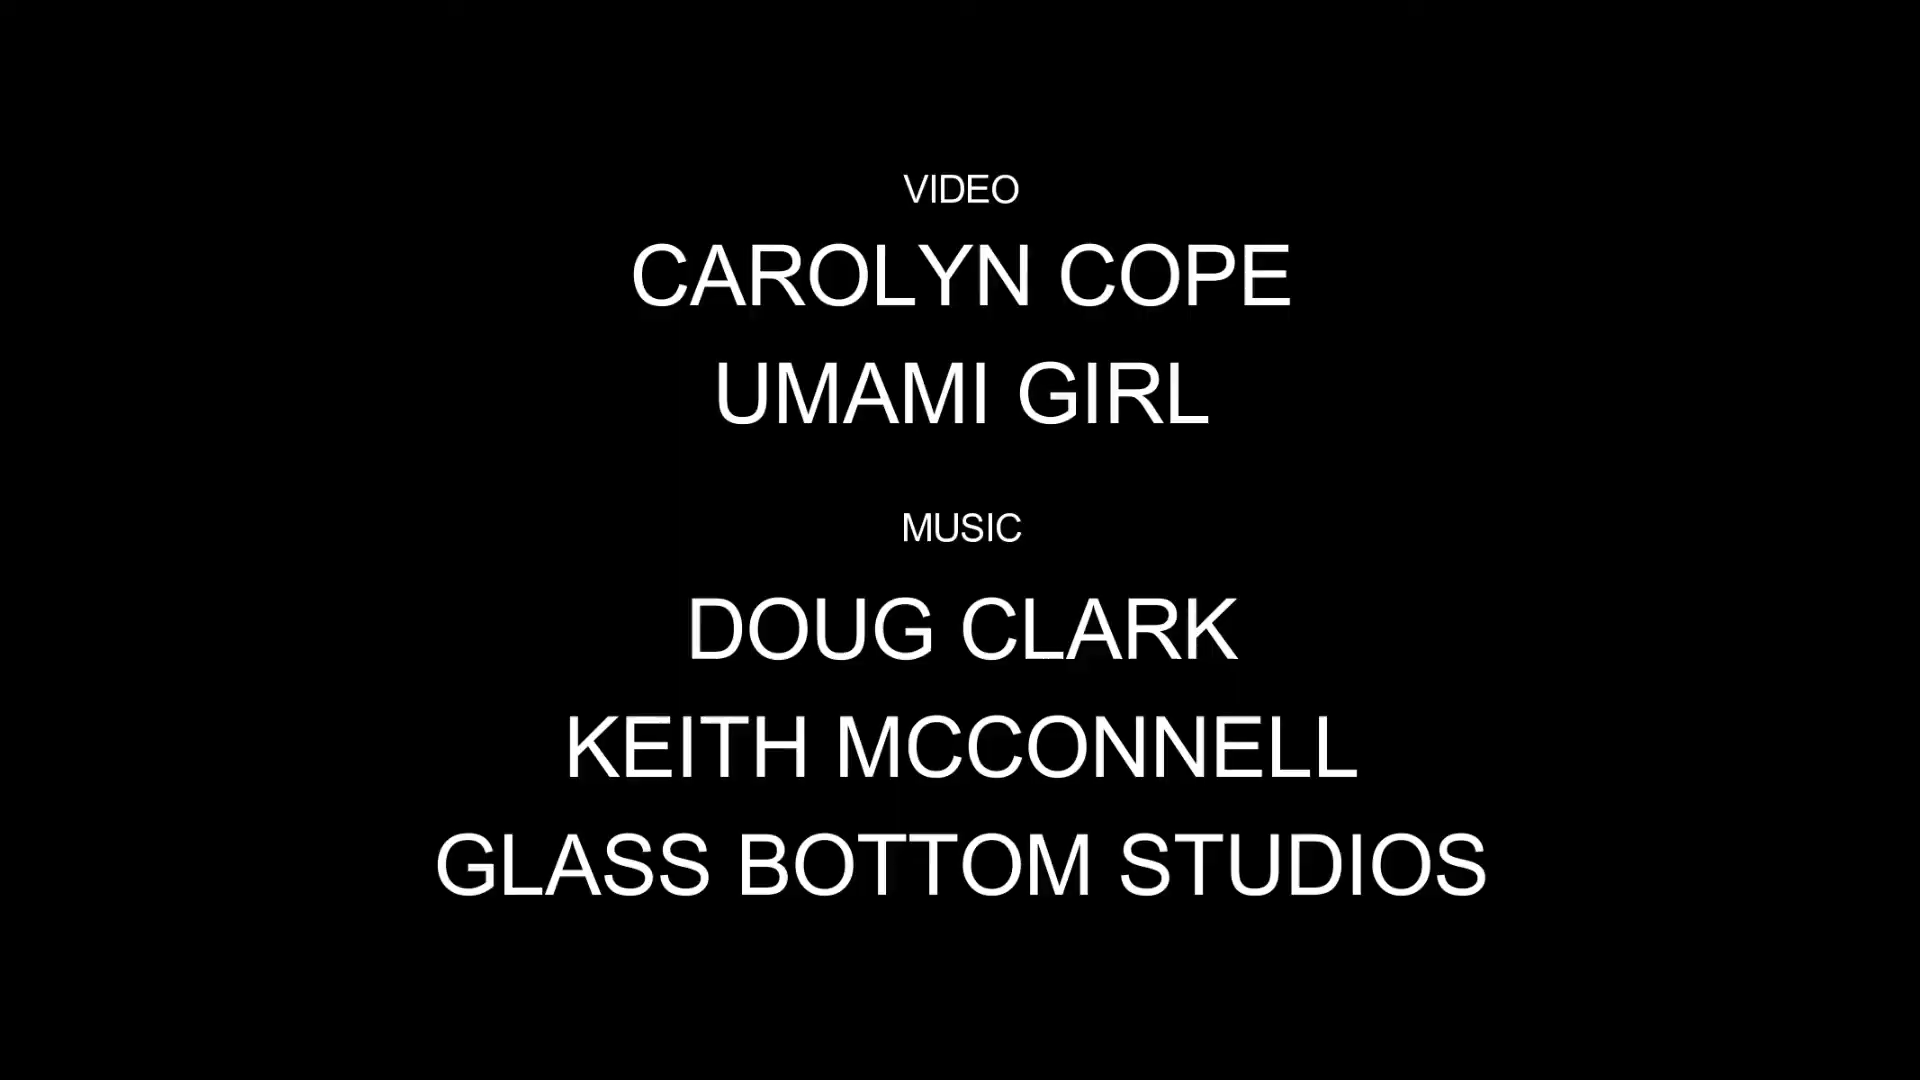 VIDEO
CAROLYN COPE
UMAMI GIRL
MUSIC
DOUG CLARK
KEITH MCCONNELL
GLASS BOTTOM STUDIOS